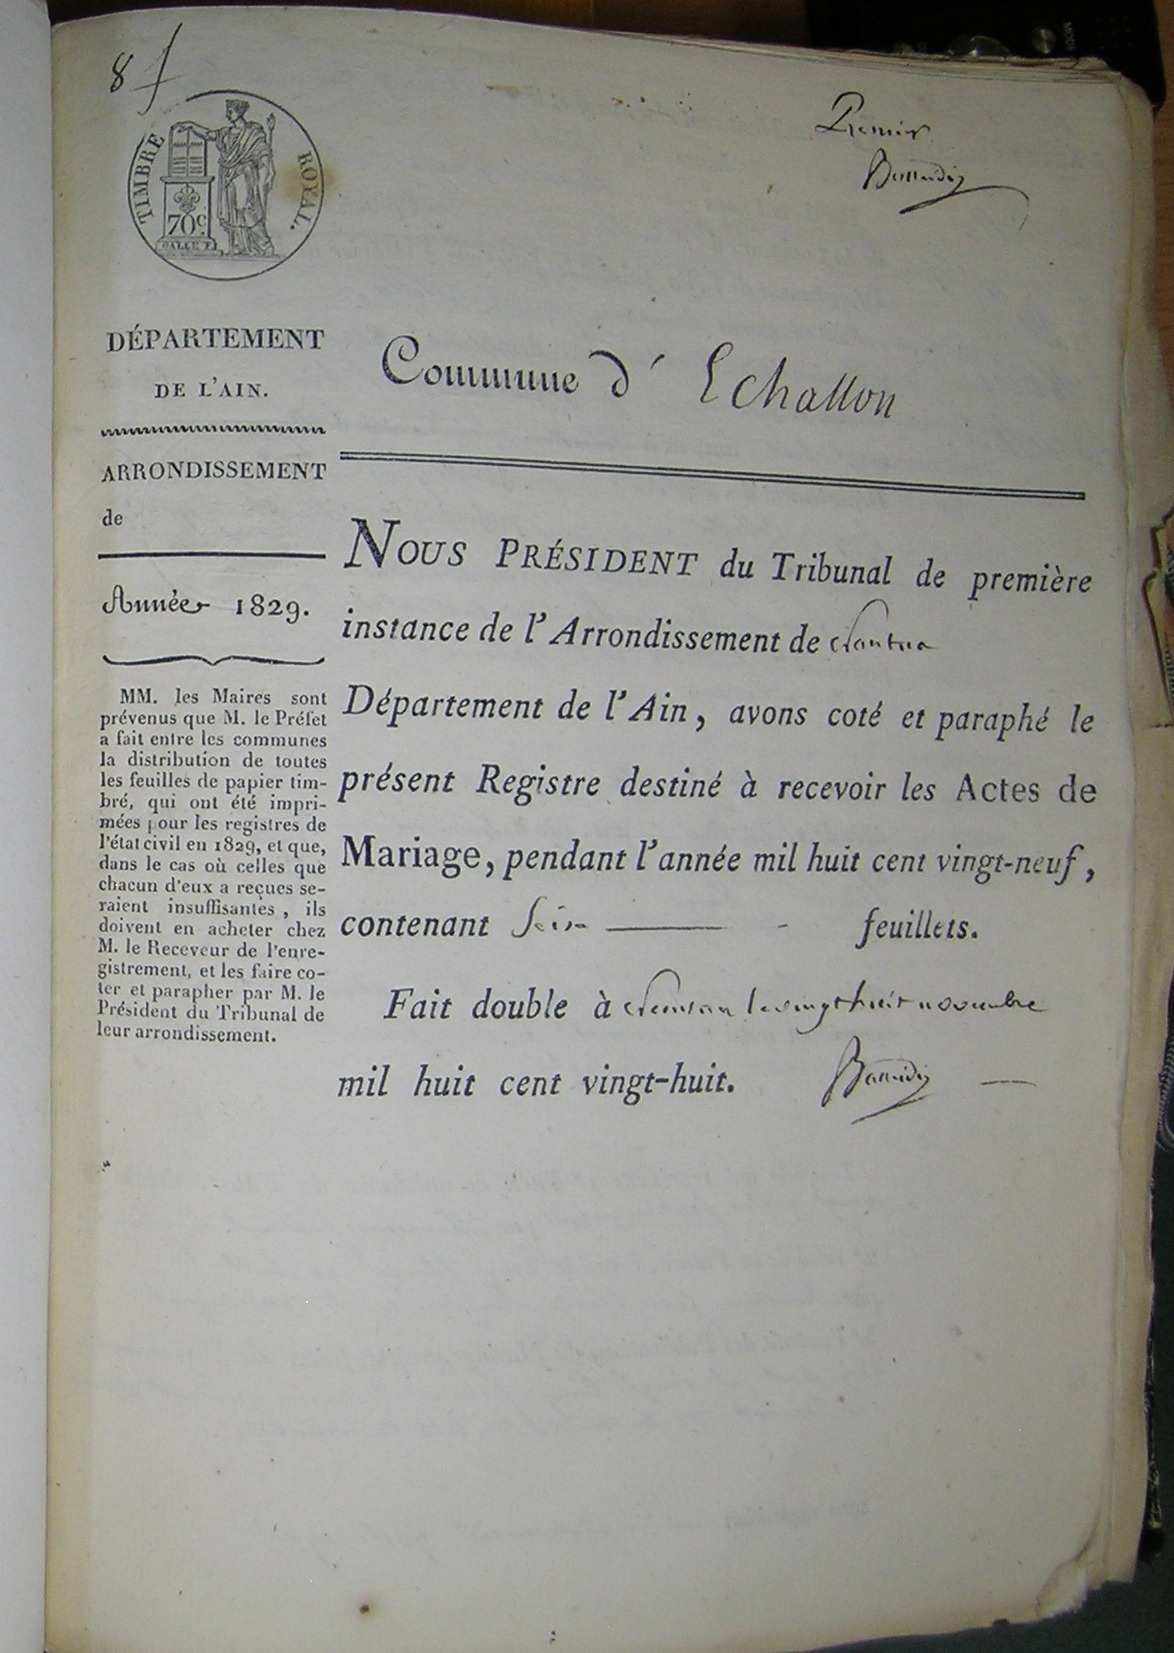 8 f
TIMBRE ROYAL.
70c
Premier
DÉPARTEMENT
DE L'AIN.
ARRONDISSEMENT
de
Année 1829.
MM. les Maires sont
prévenus que M. le Préfet
a fait entre les communes
la distribution de toutes
les feuilles de papier tim-
bré, qui ont été impri-
mées pour les registres de
l'état civil en 1829, et que,
dans le cas où celles que
chacun d'eux a reçues se-
raient insuffisantes, ils
doivent en acheter chez
M. le Receveur de l'enre-
gistrement, et les faire co-
ter et parapher par M. le
Président du Tribunal de
leur arrondissement.
Commune d'Echallon
NOUS PRÉSIDENT du Tribunal de première
instance de l'Arrondissement de Nantua
Département de l'Ain, avons coté et paraphé le
présent Registre destiné à recevoir les Actes de
Mariage, pendant l'année mil huit cent vingt-neuf,
contenant feuillets.
Fait double à Nantua le vingt huit novembre
mil huit cent vingt-huit.